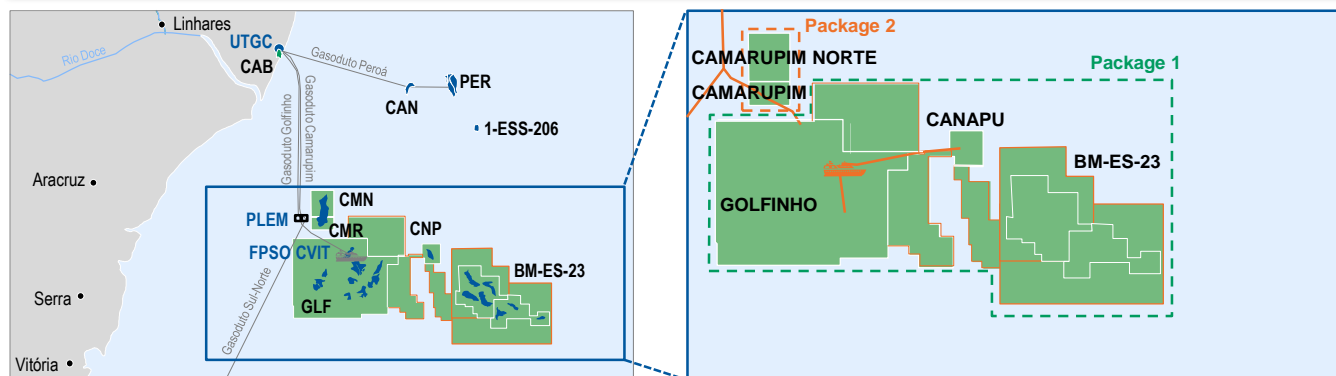 Linhares
Rio Doce
UTGC
CAB
Gasoduto Peroá
PER
CAN
1-ESS-206
Gasoduto Golfinho
Gasoduto Camarupim
Aracruz
CMN
PLEM
CMR
CNP
FPSO CVIT
BM-ES-23
GLF
Serra
Gasoduto Sul-Norte
Vitória
Package 2
CAMARUPIM NORTE
Package 1
CAMARUPIM
CANAPU
BM-ES-23
GOLFINHO